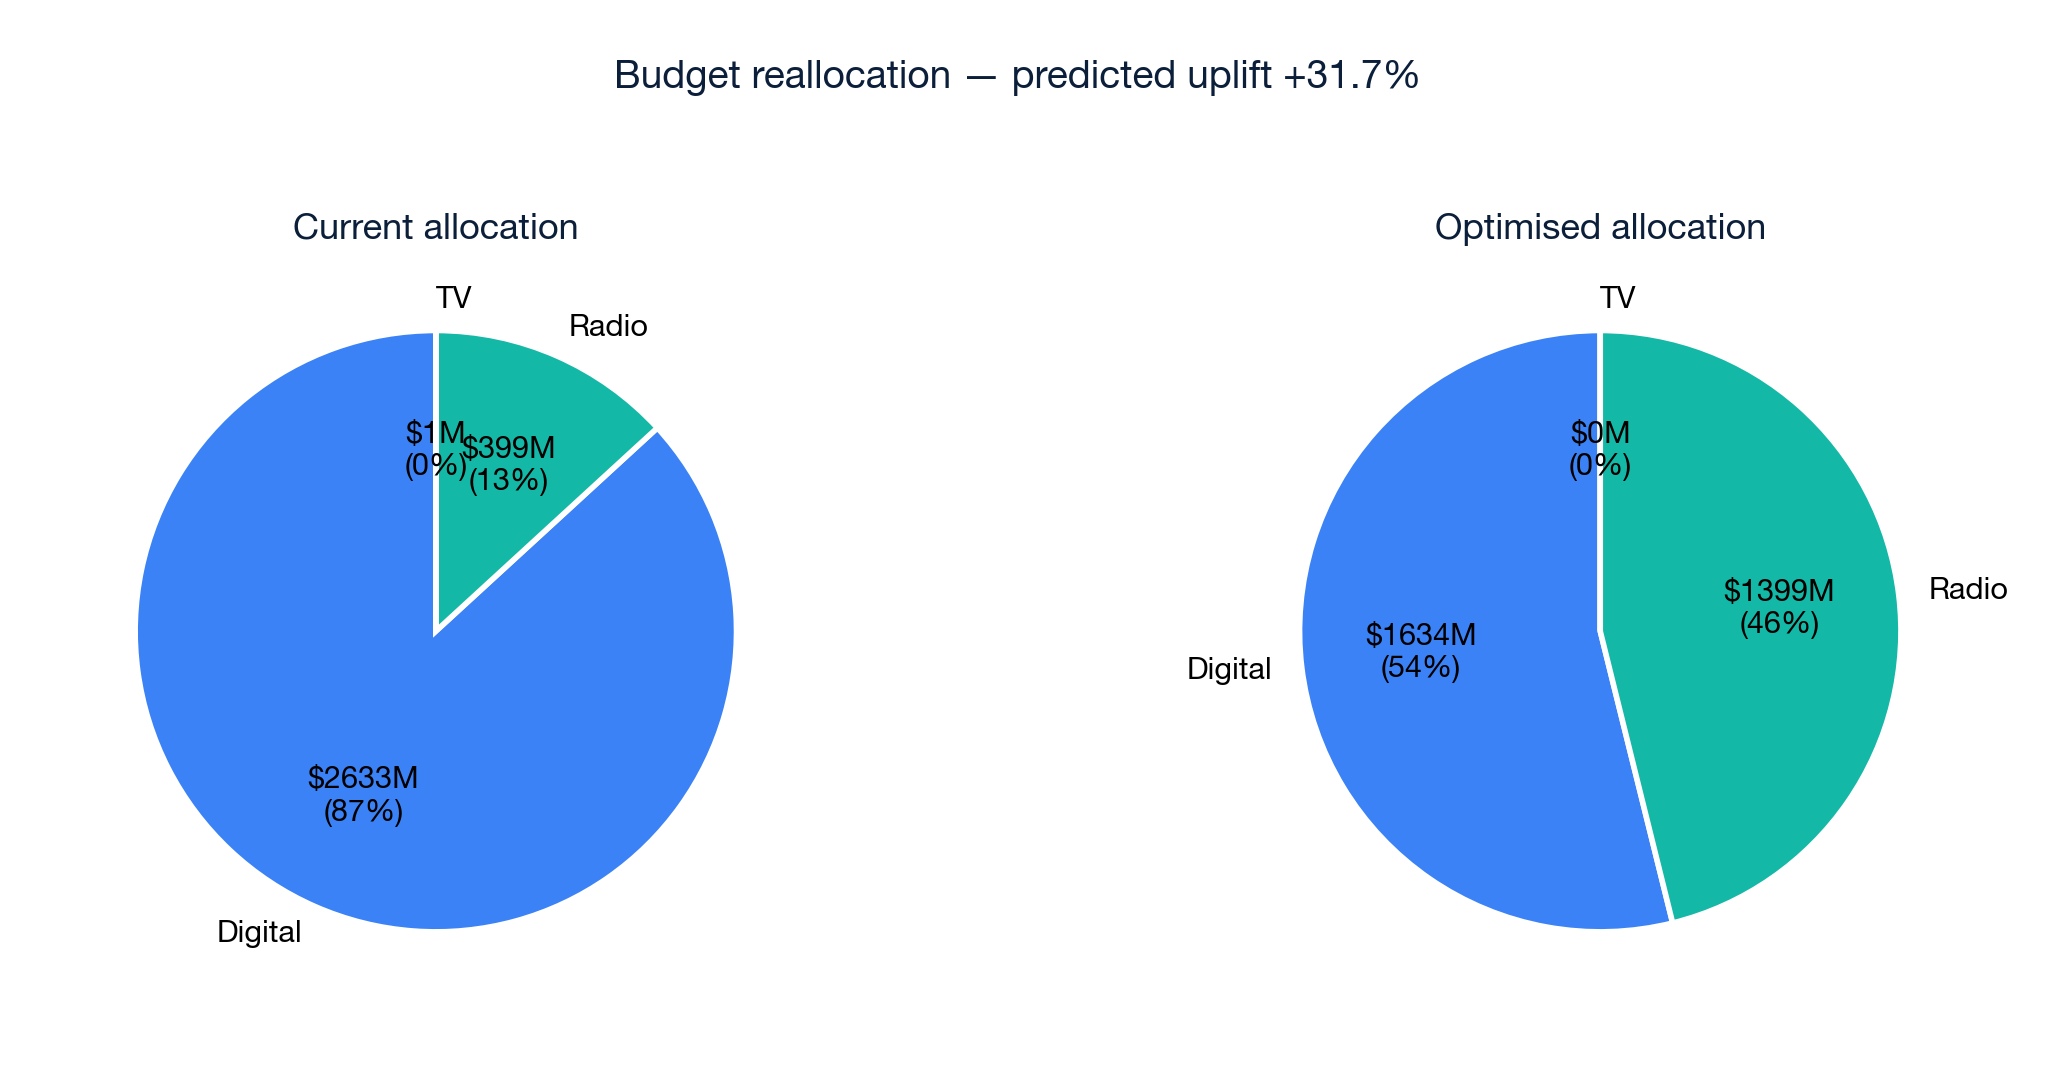 Budget reallocation — predicted uplift +31.7%
Current allocation
TV
Radio
$1M
(0%)
$399M
(13%)
$2633M
(87%)
Digital
Optimised allocation
TV
$0M
(0%)
$1399M
(46%)
Radio
$1634M
(54%)
Digital